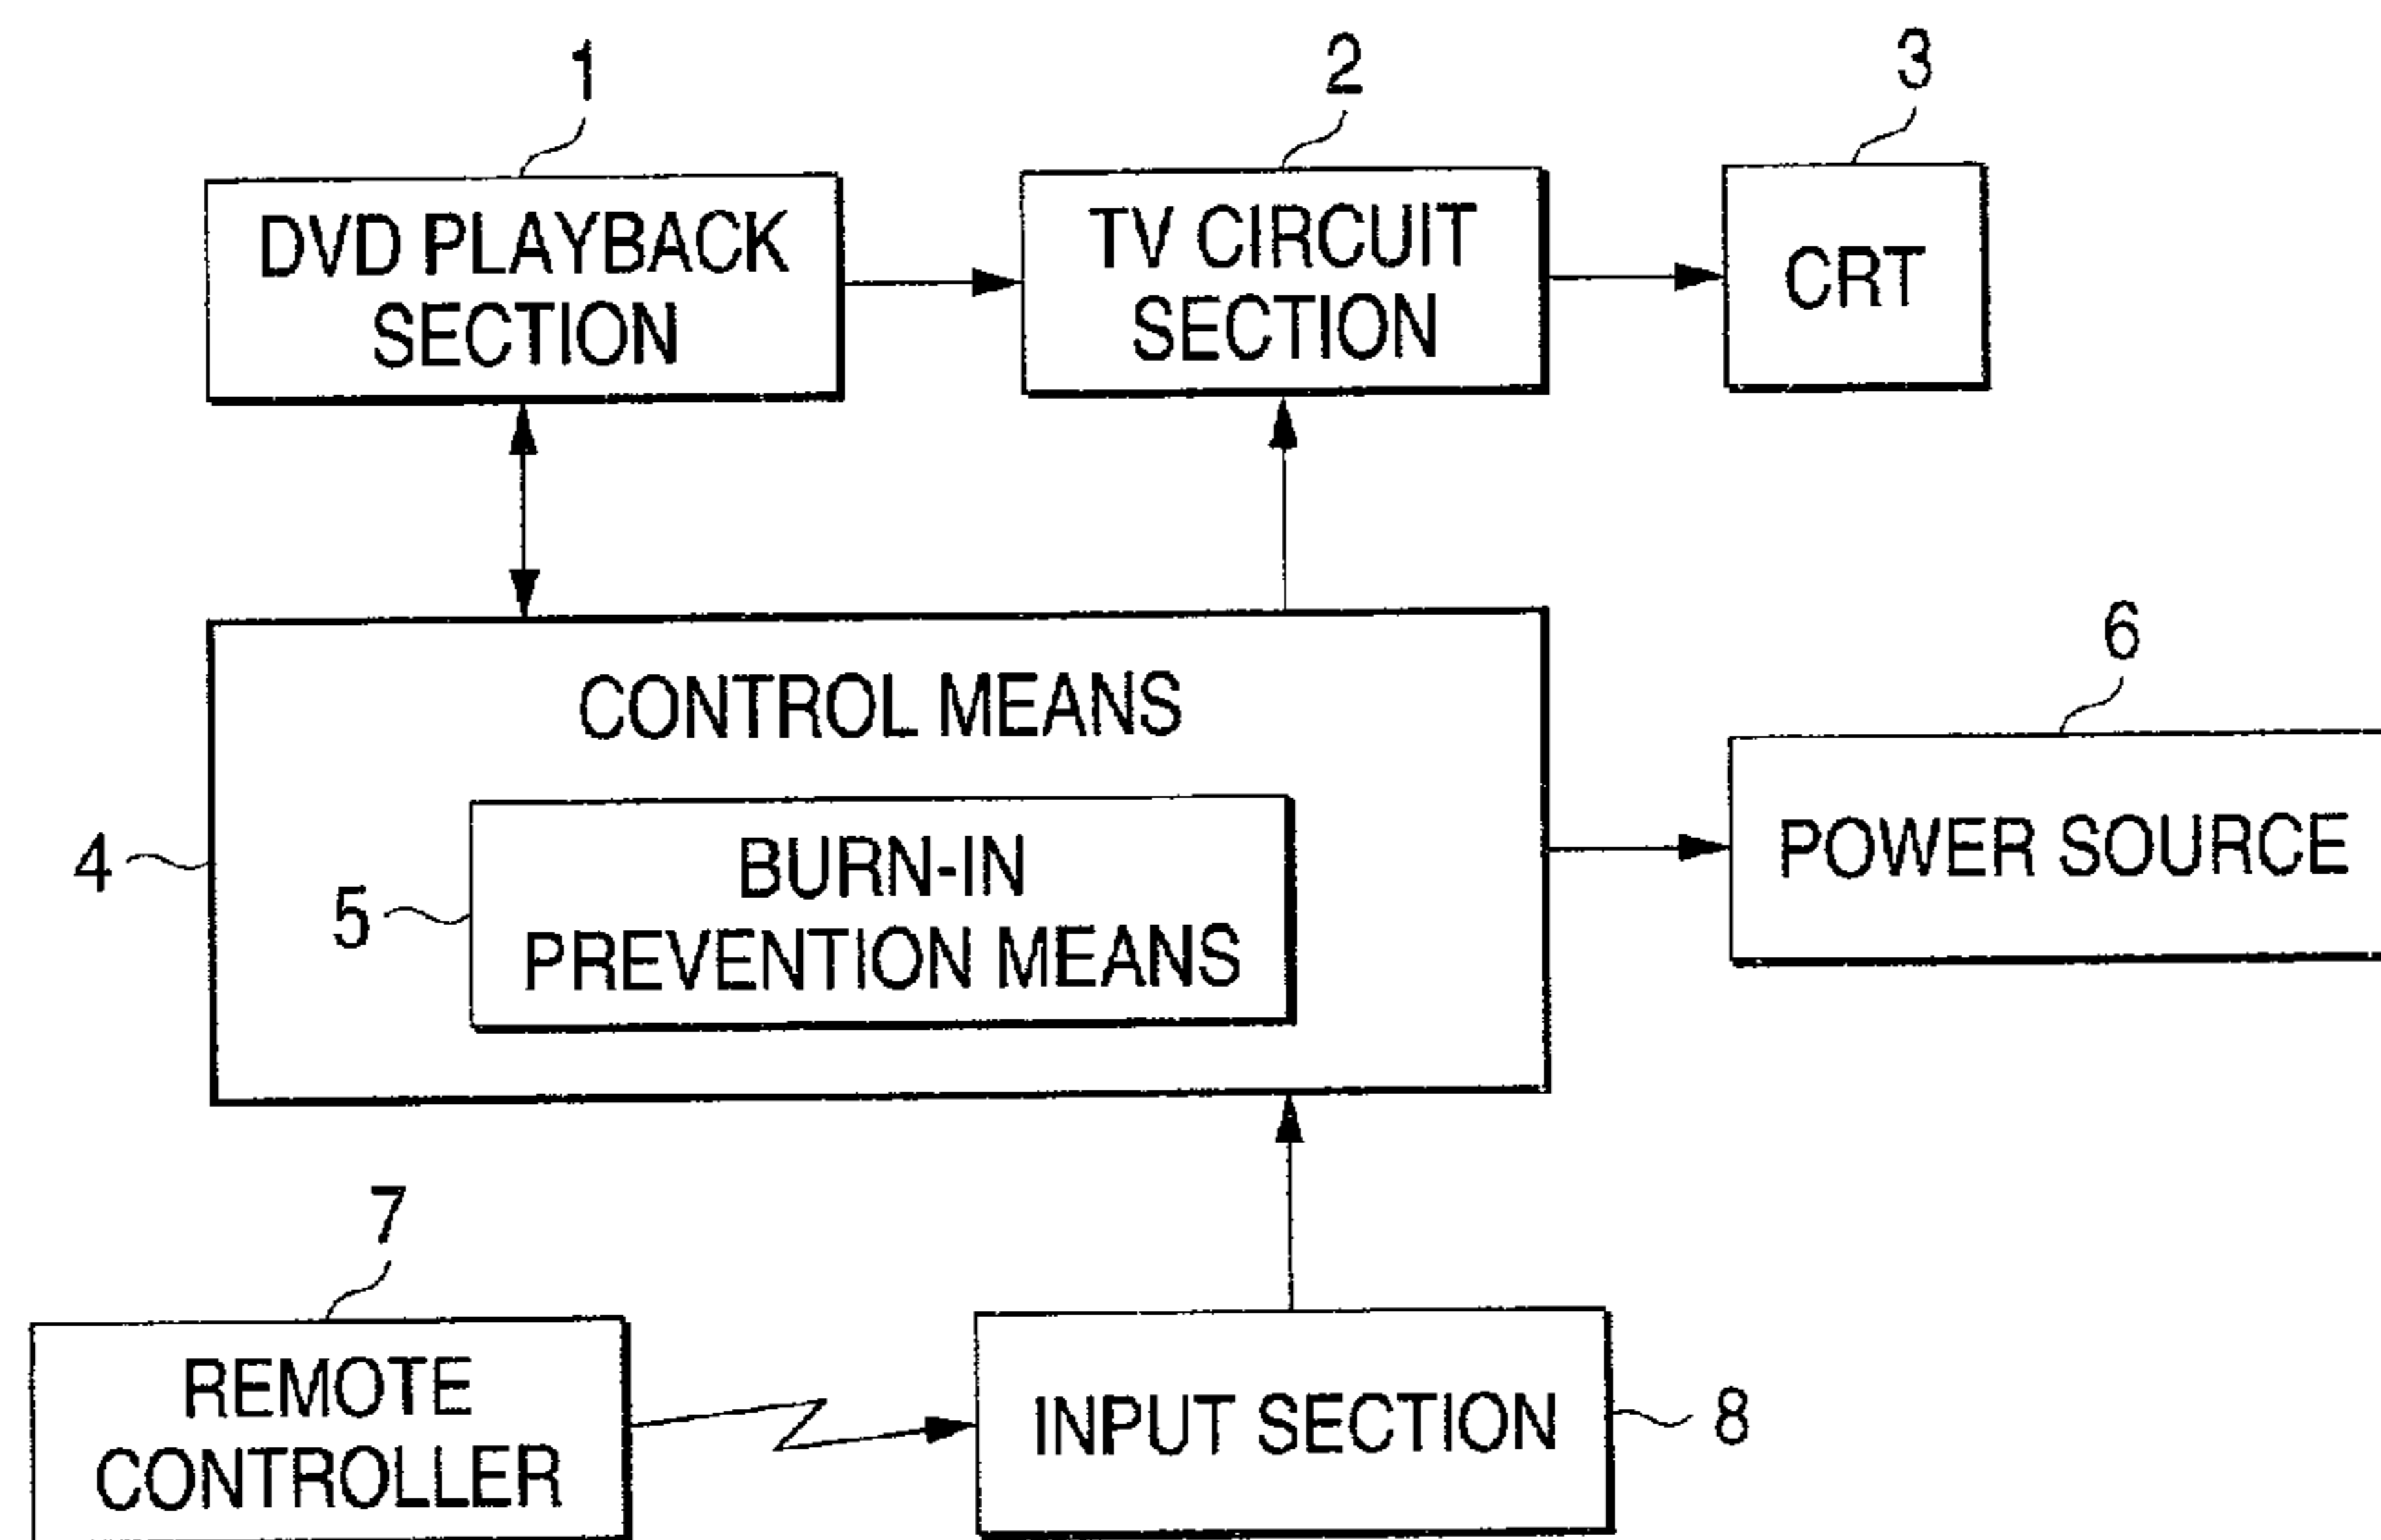 1
2
3
DVD PLAYBACK
SECTION
TV CIRCUIT
SECTION
CRT
CONTROL MEANS
6
4
5
BURN-IN
PREVENTION MEANS
POWER SOURCE
7
REMOTE
CONTROLLER
INPUT SECTION
8